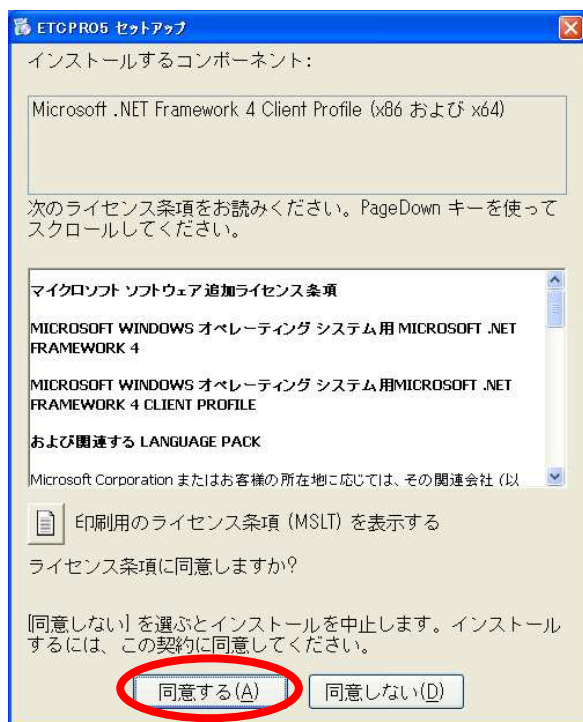 ETCPRO5 セットアップ
インストールするコンポーネント:
Microsoft .NET Framework 4 Client Profile (x86 および x64)
次のライセンス条項をお読みください。PageDown キーを使って
スクロールしてください。
マイクロソフト ソフトウェア追加ライセンス条項
MICROSOFT WINDOWS オペレーティング システム用 MICROSOFT .NET
FRAMEWORK 4
MICROSOFT WINDOWS オペレーティング システム用MICROSOFT .NET
FRAMEWORK 4 CLIENT PROFILE
および関連する LANGUAGE PACK
Microsoft Corporation またはお客様の所在地に応じては、その関連会社 (以
印刷用のライセンス条項 (MSLT) を表示する
ライセンス条項に同意しますか?
[同意しない] を選ぶとインストールを中止します。インストール
するには、この契約に同意してください。
同意する(A)
同意しない(D)